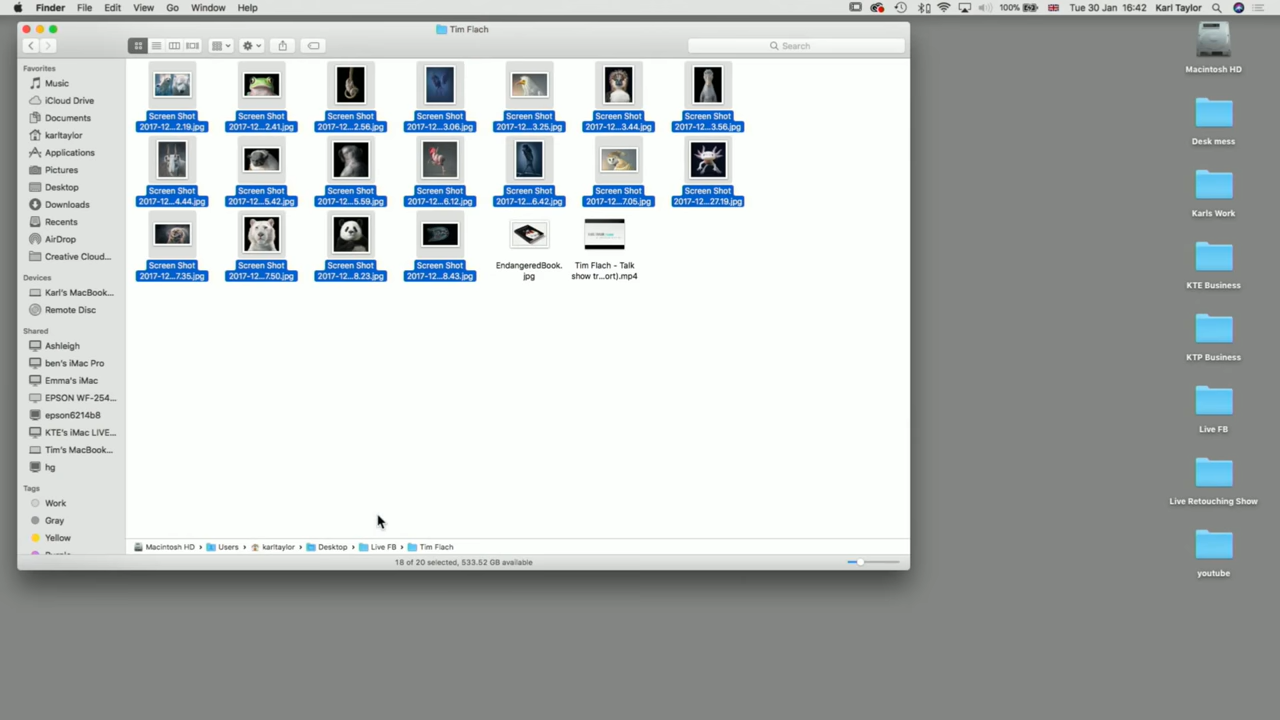 Finder File Edit View Go Window Help 100% Tue 30 Jan 16:42 Karl Taylor
Tim Flach
Search
Favorites
Music
iCloud Drive
Documents
karltaylor
Applications
Pictures
Desktop
Downloads
Recents
AirDrop
Creative Cloud...
Devices
Karl's MacBook...
Remote Disc
Shared
Ashleigh
ben's iMac Pro
Emma's iMac
EPSON WF-254...
epson6214b8
KTE's iMac LIVE...
Tim's MacBook...
hg
Tags
Work
Gray
Yellow
Screen Shot
2017-12...2.19.jpg
Screen Shot
2017-12...2.41.jpg
Screen Shot
2017-12...2.56.jpg
Screen Shot
2017-12...3.06.jpg
Screen Shot
2017-12...3.25.jpg
Screen Shot
2017-12...3.44.jpg
Screen Shot
2017-12...3.56.jpg
Screen Shot
2017-12...4.44.jpg
Screen Shot
2017-12...5.42.jpg
Screen Shot
2017-12...5.59.jpg
Screen Shot
2017-12...6.12.jpg
Screen Shot
2017-12...6.42.jpg
Screen Shot
2017-12...7.05.jpg
Screen Shot
2017-12...27.19.jpg
Screen Shot
2017-12...7.35.jpg
Screen Shot
2017-12...7.50.jpg
Screen Shot
2017-12...8.23.jpg
Screen Shot
2017-12...8.43.jpg
EndangeredBook.
jpg
Tim Flach - Talk
show tr...ort).mp4
Macintosh HD › Users › karltaylor › Desktop › Live FB › Tim Flach
18 of 20 selected, 533.52 GB available
Macintosh HD
Desk mess
Karls Work
KTE Business
KTP Business
Live FB
Live Retouching Show
youtube